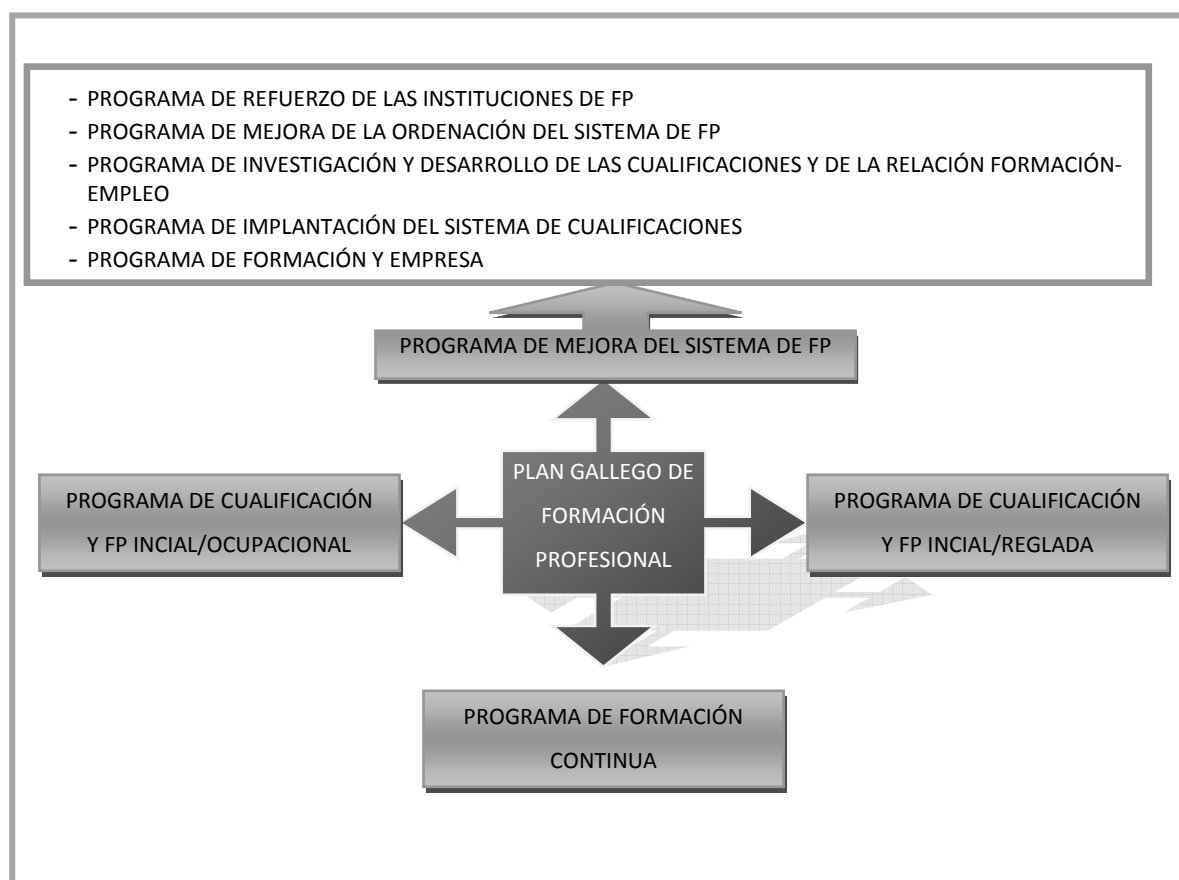 - PROGRAMA DE REFUERZO DE LAS INSTITUCIONES DE FP
- PROGRAMA DE MEJORA DE LA ORDENACIÓN DEL SISTEMA DE FP
- PROGRAMA DE INVESTIGACIÓN Y DESARROLLO DE LAS CUALIFICACIONES Y DE LA RELACIÓN FORMACIÓN-
EMPLEO
- PROGRAMA DE IMPLANTACIÓN DEL SISTEMA DE CUALIFICACIONES
- PROGRAMA DE FORMACIÓN Y EMPRESA
PROGRAMA DE MEJORA DEL SISTEMA DE FP
PROGRAMA DE CUALIFICACIÓN
Y FP INCIAL/OCUPACIONAL
PLAN GALLEGO DE
FORMACIÓN
PROFESIONAL
PROGRAMA DE CUALIFICACIÓN
Y FP INCIAL/REGLADA
PROGRAMA DE FORMACIÓN
CONTINUA